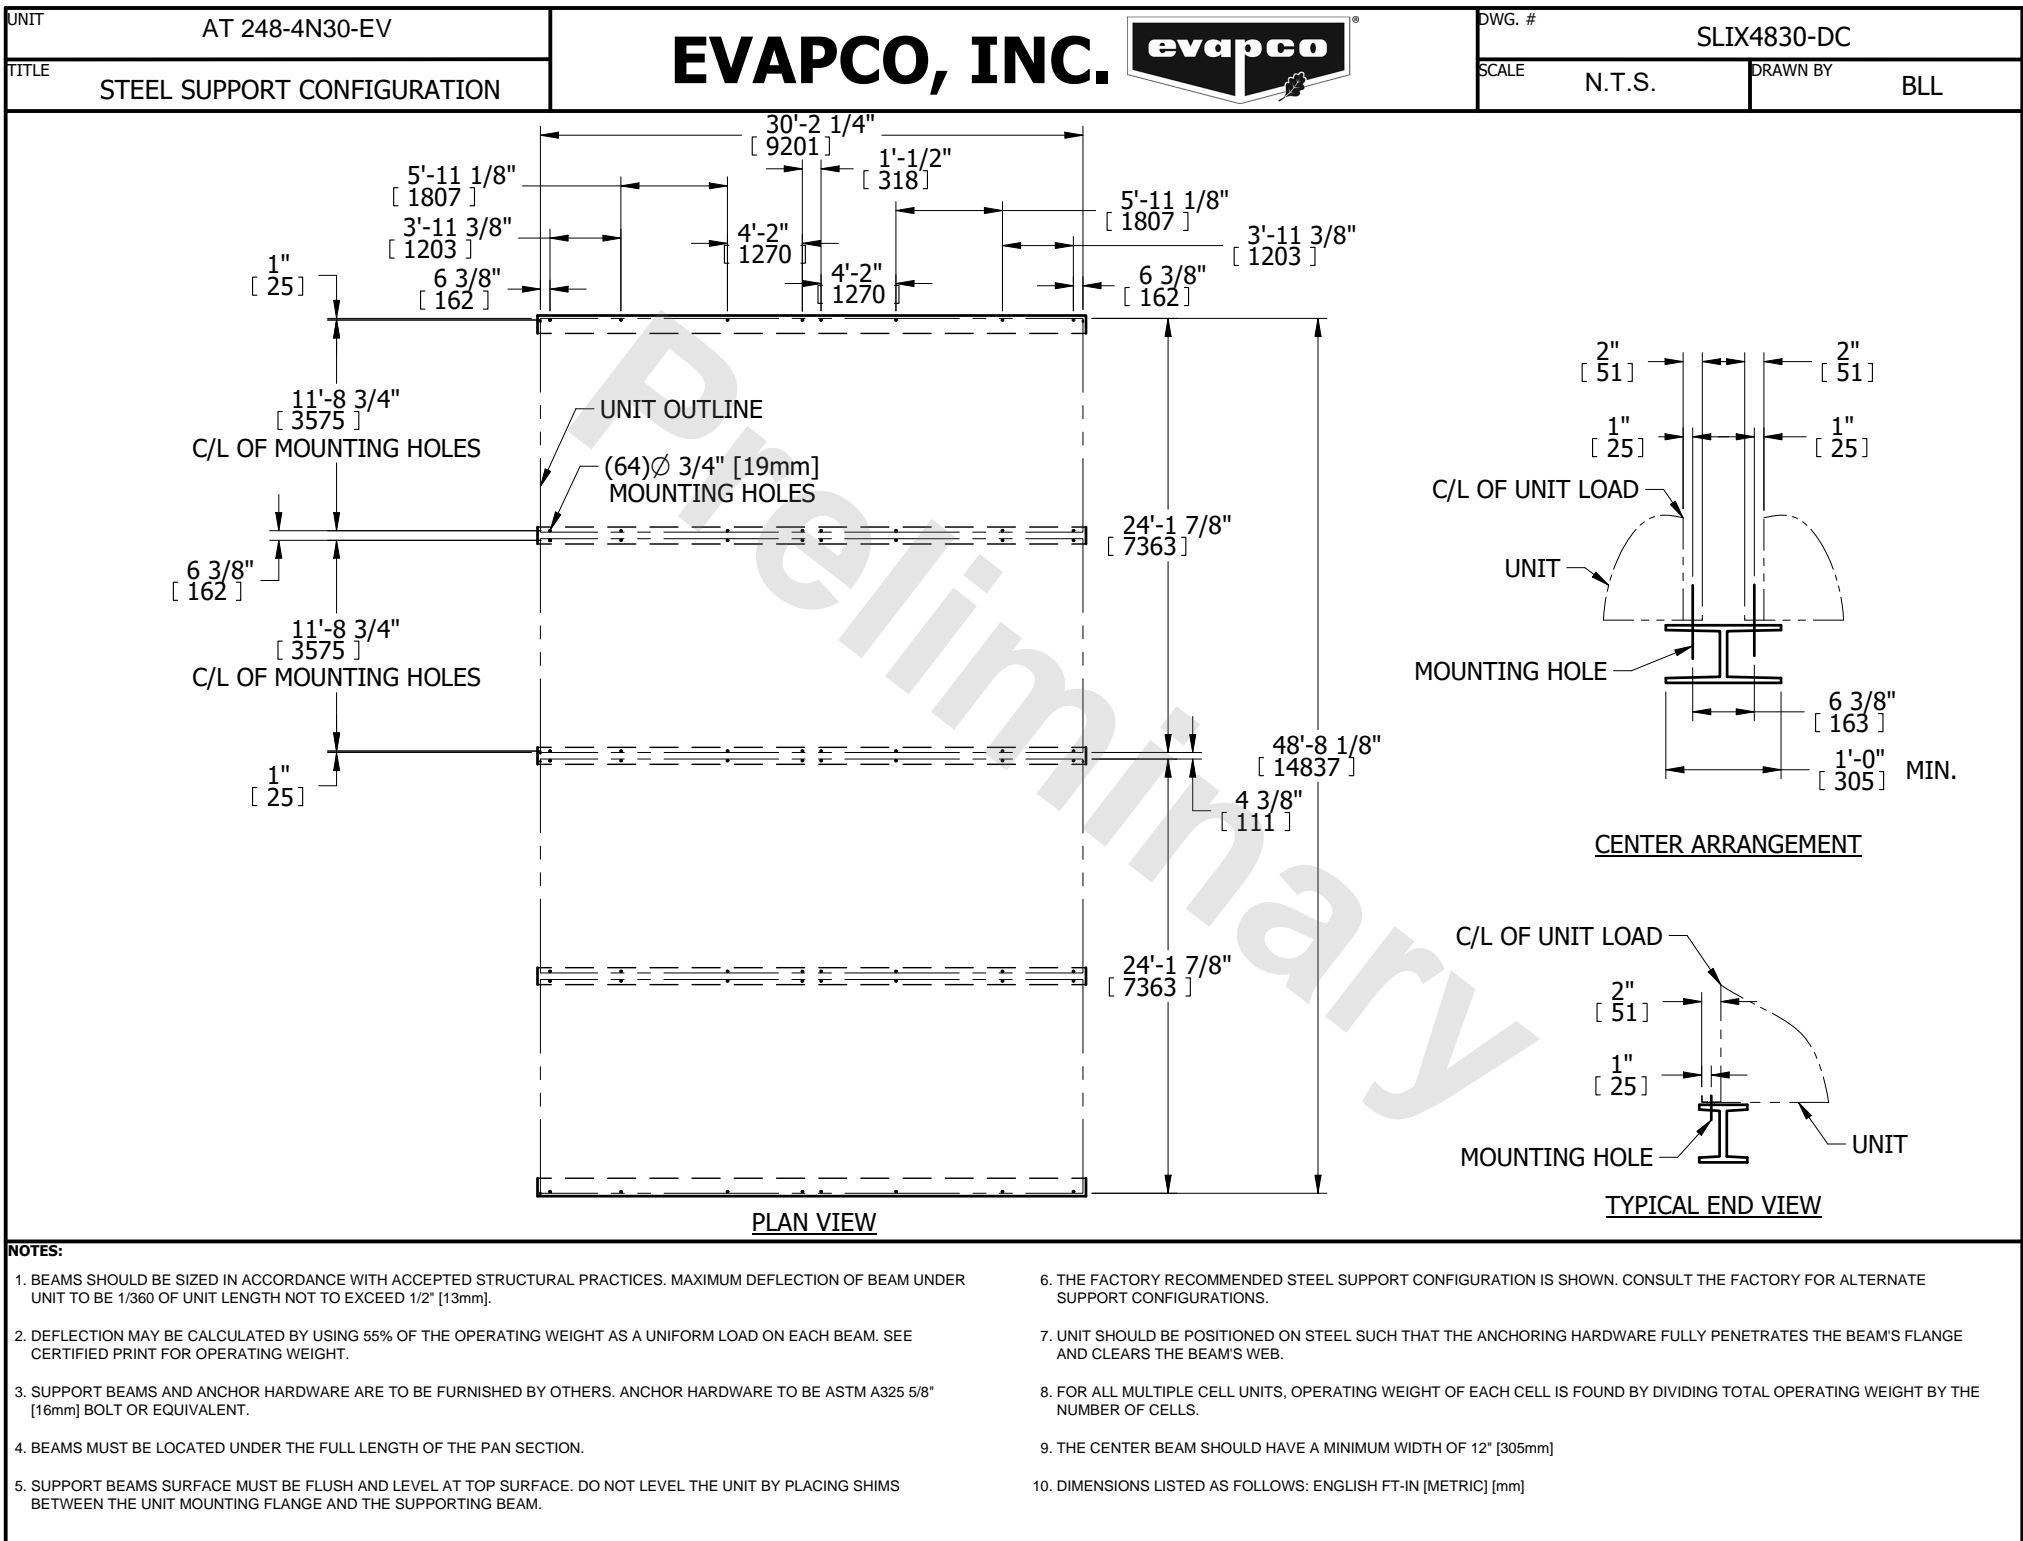 UNIT
AT 248-4N30-EV
TITLE
STEEL SUPPORT CONFIGURATION
EVAPCO, INC.
evapco
®
DWG. #
SLIX4830-DC
SCALE
N.T.S.
DRAWN BY
BLL
30'-2 1/4"
[ 9201 ]
1'-1/2"
[ 318 ]
5'-11 1/8"
[ 1807 ]
5'-11 1/8"
[ 1807 ]
3'-11 3/8"
[ 1203 ]
4'-2"
[ 1270 ]
3'-11 3/8"
[ 1203 ]
1"
[ 25 ]
6 3/8"
[ 162 ]
4'-2"
[ 1270 ]
6 3/8"
[ 162 ]
11'-8 3/4"
[ 3575 ]
C/L OF MOUNTING HOLES
UNIT OUTLINE
(64)Ø 3/4" [19mm]
MOUNTING HOLES
6 3/8"
[ 162 ]
24'-1 7/8"
[ 7363 ]
11'-8 3/4"
[ 3575 ]
C/L OF MOUNTING HOLES
1"
[ 25 ]
48'-8 1/8"
[ 14837 ]
4 3/8"
[ 111 ]
24'-1 7/8"
[ 7363 ]
PLAN VIEW
Preliminary
2"
[ 51 ]
2"
[ 51 ]
1"
[ 25 ]
1"
[ 25 ]
C/L OF UNIT LOAD
UNIT
MOUNTING HOLE
6 3/8"
[ 163 ]
1'-0"
[ 305 ] MIN.
CENTER ARRANGEMENT
C/L OF UNIT LOAD
2"
[ 51 ]
1"
[ 25 ]
UNIT
MOUNTING HOLE
TYPICAL END VIEW
NOTES:
1. BEAMS SHOULD BE SIZED IN ACCORDANCE WITH ACCEPTED STRUCTURAL PRACTICES. MAXIMUM DEFLECTION OF BEAM UNDER
UNIT TO BE 1/360 OF UNIT LENGTH NOT TO EXCEED 1/2" [13mm].
2. DEFLECTION MAY BE CALCULATED BY USING 55% OF THE OPERATING WEIGHT AS A UNIFORM LOAD ON EACH BEAM. SEE
CERTIFIED PRINT FOR OPERATING WEIGHT.
3. SUPPORT BEAMS AND ANCHOR HARDWARE ARE TO BE FURNISHED BY OTHERS. ANCHOR HARDWARE TO BE ASTM A325 5/8"
[16mm] BOLT OR EQUIVALENT.
4. BEAMS MUST BE LOCATED UNDER THE FULL LENGTH OF THE PAN SECTION.
5. SUPPORT BEAMS SURFACE MUST BE FLUSH AND LEVEL AT TOP SURFACE. DO NOT LEVEL THE UNIT BY PLACING SHIMS
BETWEEN THE UNIT MOUNTING FLANGE AND THE SUPPORTING BEAM.
6. THE FACTORY RECOMMENDED STEEL SUPPORT CONFIGURATION IS SHOWN. CONSULT THE FACTORY FOR ALTERNATE
SUPPORT CONFIGURATIONS.
7. UNIT SHOULD BE POSITIONED ON STEEL SUCH THAT THE ANCHORING HARDWARE FULLY PENETRATES THE BEAM'S FLANGE
AND CLEARS THE BEAM'S WEB.
8. FOR ALL MULTIPLE CELL UNITS, OPERATING WEIGHT OF EACH CELL IS FOUND BY DIVIDING TOTAL OPERATING WEIGHT BY THE
NUMBER OF CELLS.
9. THE CENTER BEAM SHOULD HAVE A MINIMUM WIDTH OF 12" [305mm]
10. DIMENSIONS LISTED AS FOLLOWS: ENGLISH FT-IN [METRIC] [mm]